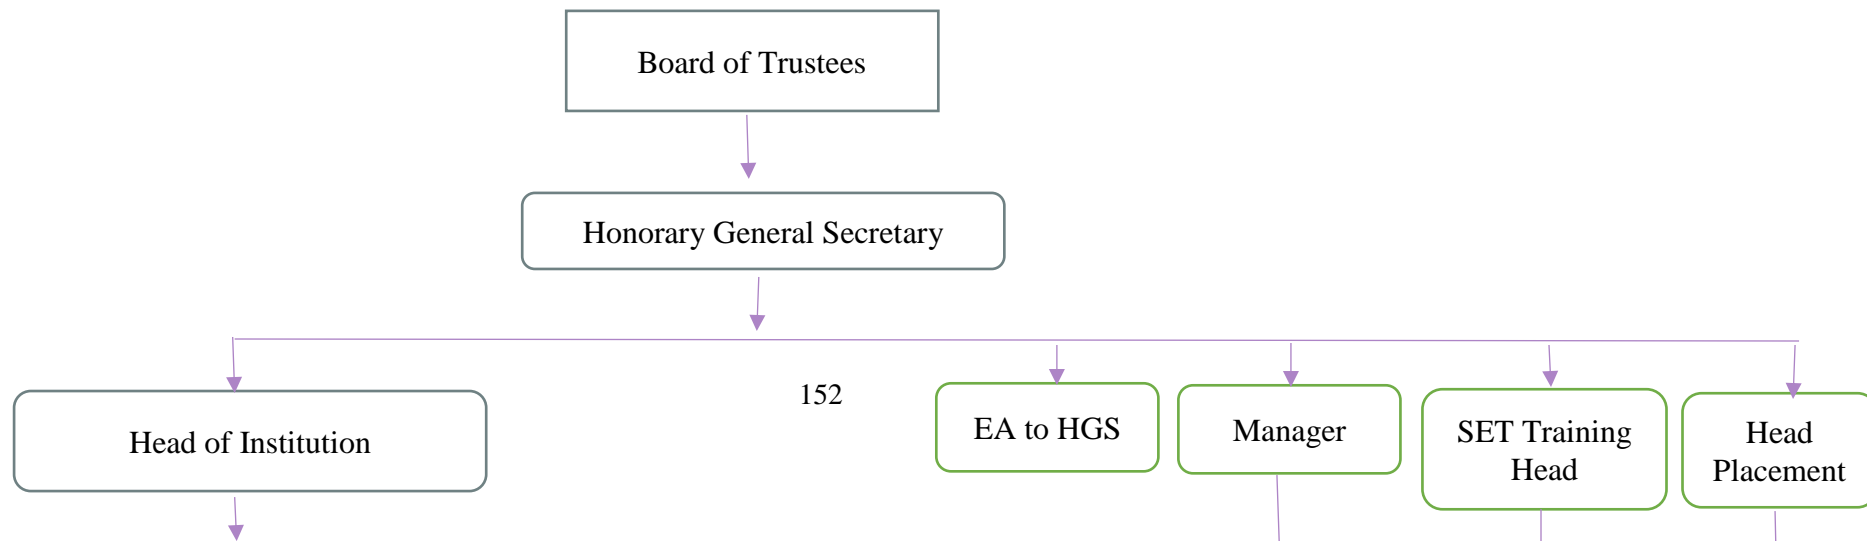 Board of Trustees
Honorary General Secretary
152
Head of Institution
EA to HGS
Manager
SET Training
Head
Head
Placement